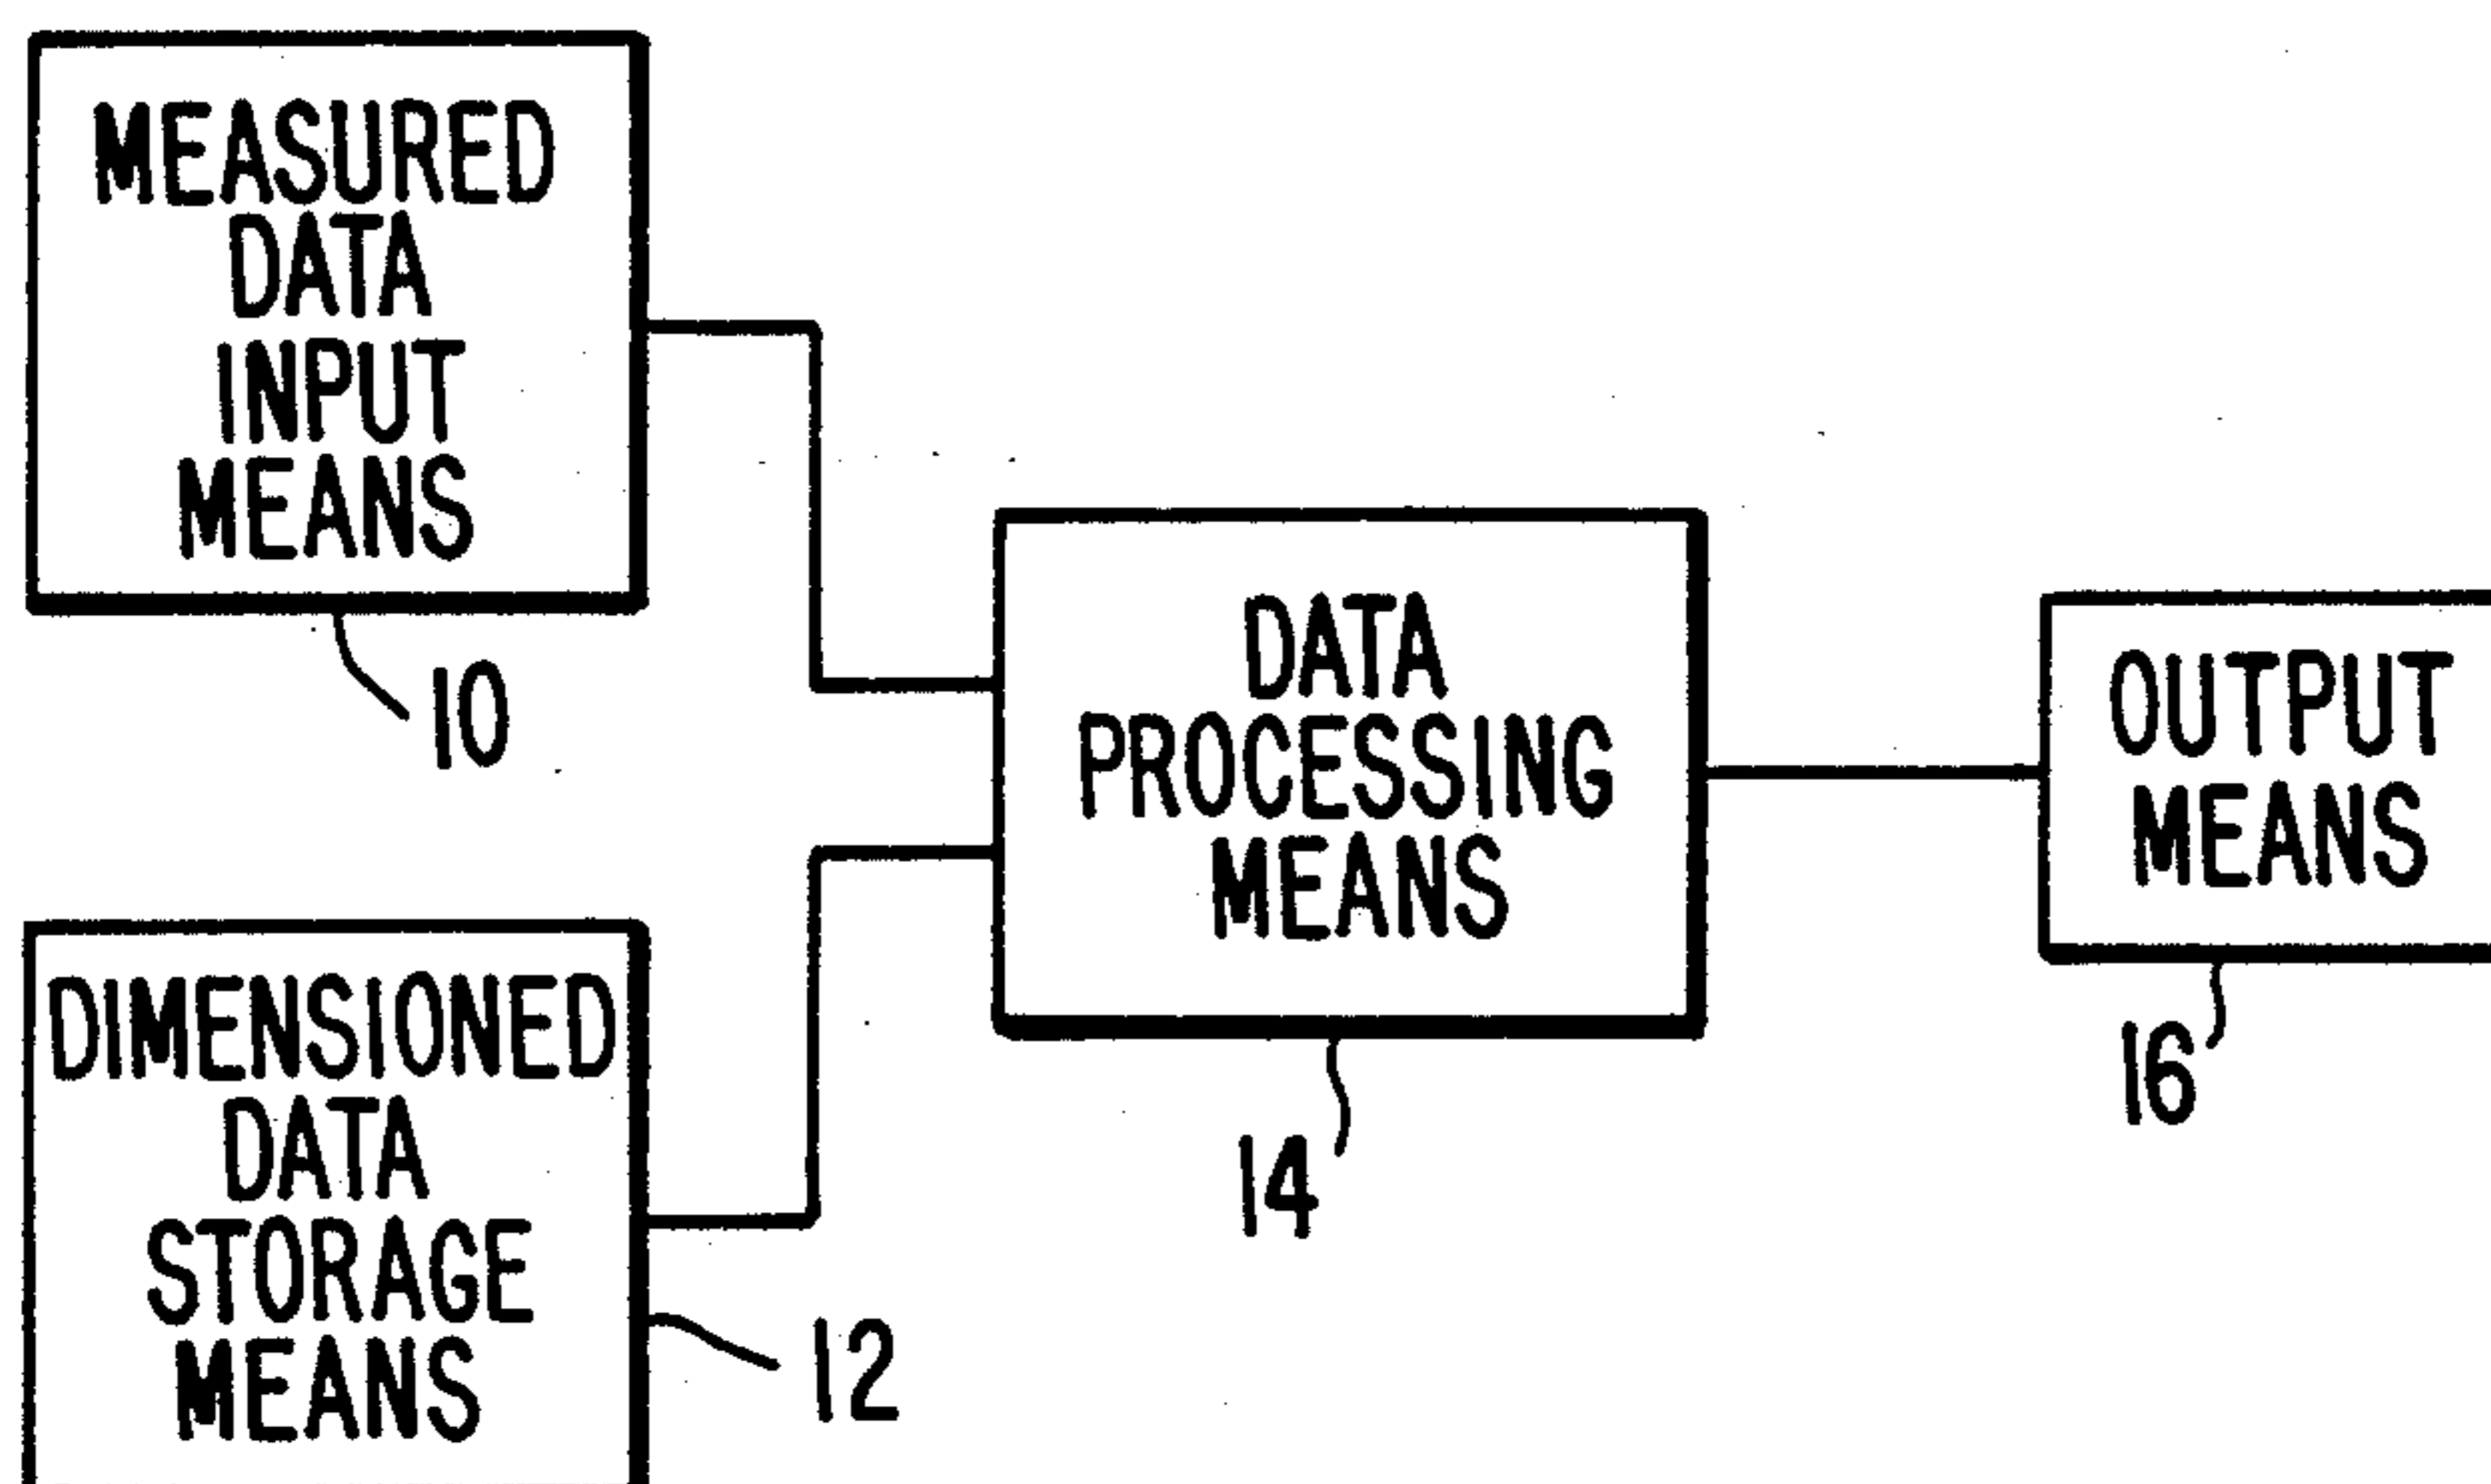 MEASURED
DATA
INPUT
MEANS
10
DIMENSIONED
DATA
STORAGE
MEANS
12
DATA
PROCESSING
MEANS
14
OUTPUT
MEANS
16